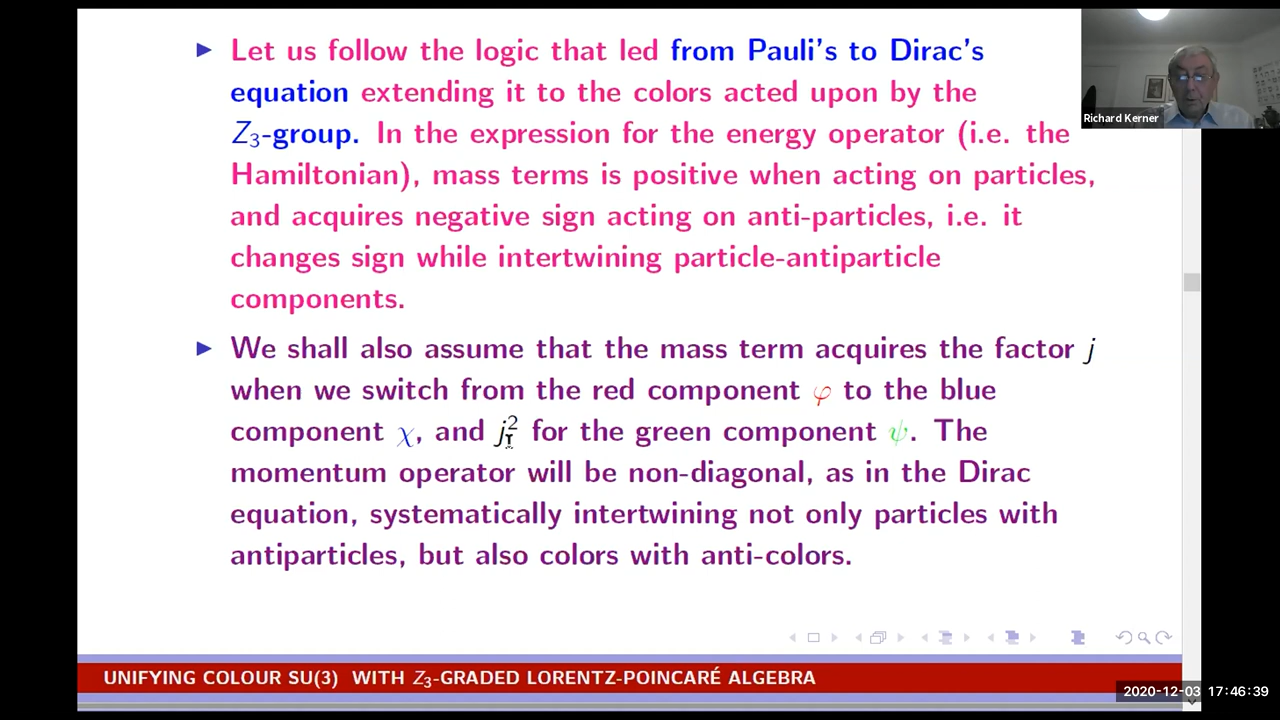 Let us follow the logic that led from Pauli's to Dirac's
equation extending it to the colors acted upon by the
Z₃-group. In the expression for the energy operator (i.e. the
Hamiltonian), mass terms is positive when acting on particles,
and acquires negative sign acting on anti-particles, i.e. it
changes sign while intertwining particle-antiparticle
components.
We shall also assume that the mass term acquires the factor j
when we switch from the red component φ to the blue
component χ, and j² for the green component ψ. The
momentum operator will be non-diagonal, as in the Dirac
equation, systematically intertwining not only particles with
antiparticles, but also colors with anti-colors.
UNIFYING COLOUR SU(3) WITH Z₃-GRADED LORENTZ-POINCARÉ ALGEBRA
Richard Kerner
2020-12-03 17:46:39